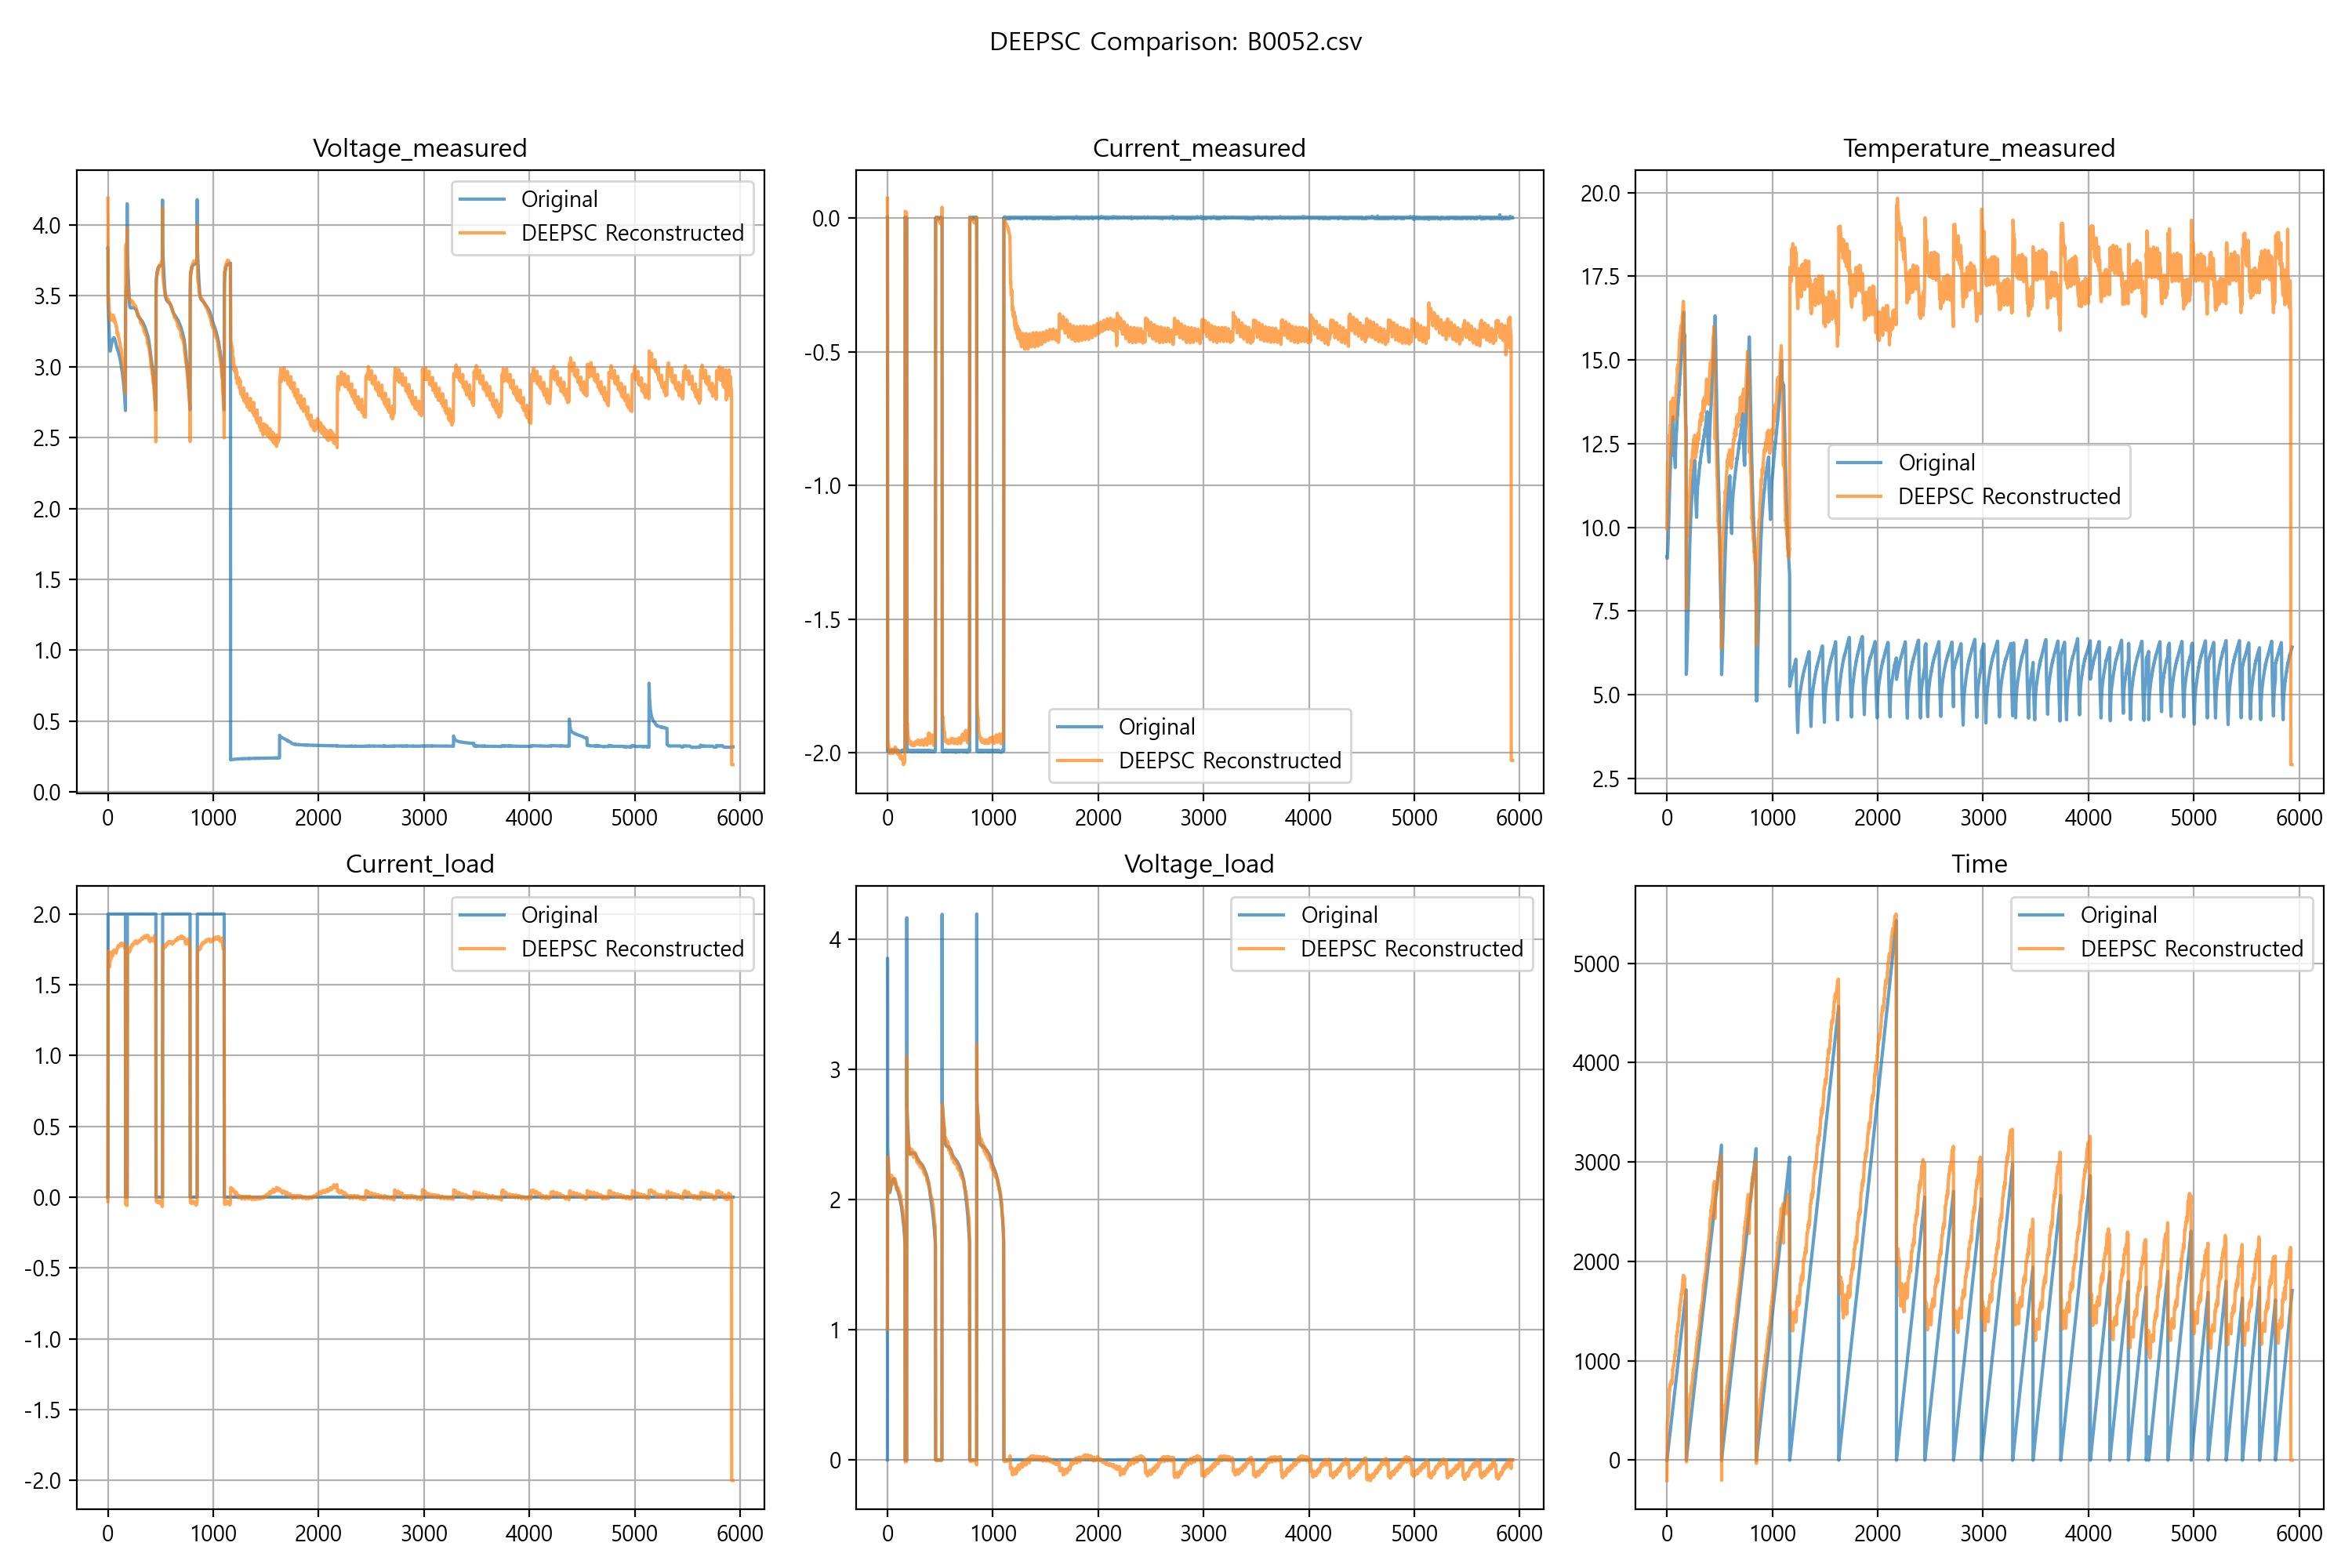 DEEPSC Comparison: B0052.csv
Voltage_measured
Original
DEEPSC Reconstructed
4.0
3.5
3.0
2.5
2.0
1.5
1.0
0.5
0.0
0 1000 2000 3000 4000 5000 6000
Current_measured
Original
DEEPSC Reconstructed
0.0
-0.5
-1.0
-1.5
-2.0
0 1000 2000 3000 4000 5000 6000
Temperature_measured
Original
DEEPSC Reconstructed
20.0
17.5
15.0
12.5
10.0
7.5
5.0
2.5
0 1000 2000 3000 4000 5000 6000
Current_load
Original
DEEPSC Reconstructed
2.0
1.5
1.0
0.5
0.0
-0.5
-1.0
-1.5
-2.0
0 1000 2000 3000 4000 5000 6000
Voltage_load
Original
DEEPSC Reconstructed
4
3
2
1
0
0 1000 2000 3000 4000 5000 6000
Time
Original
DEEPSC Reconstructed
5000
4000
3000
2000
1000
0
0 1000 2000 3000 4000 5000 6000